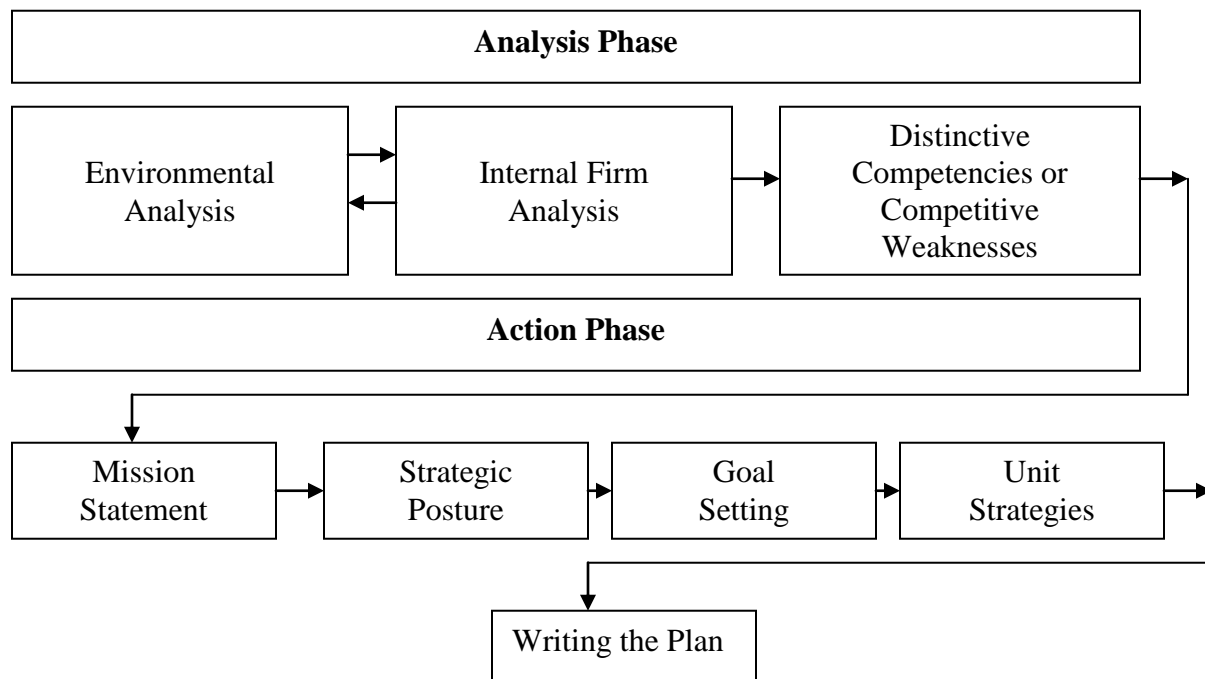 Analysis Phase
Environmental
Analysis
Internal Firm
Analysis
Distinctive
Competencies or
Competitive
Weaknesses
Action Phase
Mission
Statement
Strategic
Posture
Goal
Setting
Unit
Strategies
Writing the Plan